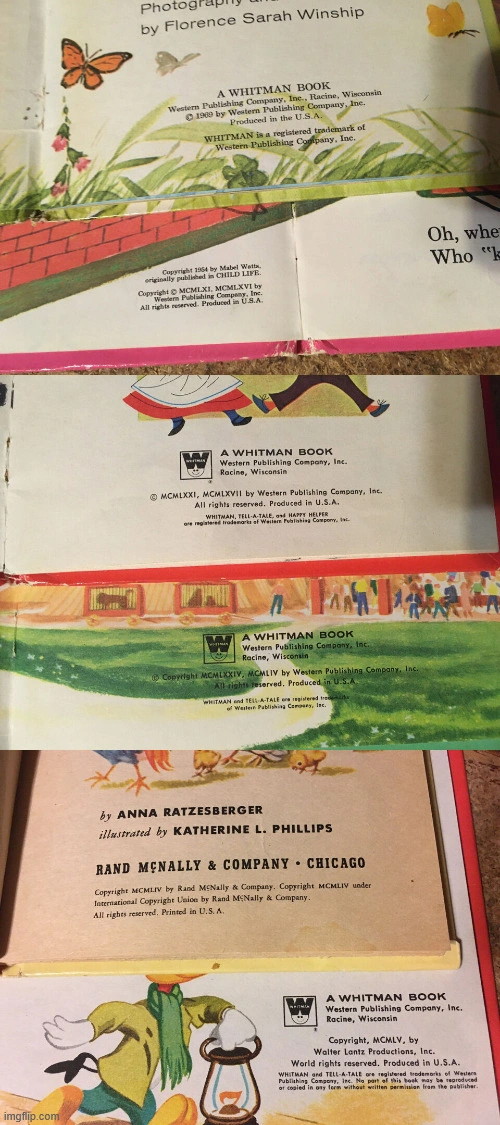 Photography an
by Florence Sarah Winship
A WHITMAN BOOK
Western Publishing Company, Inc., Racine, Wisconsin
© 1969 by Western Publishing Company, Inc.
Produced in the U.S.A.
WHITMAN is a registered trademark of
Western Publishing Company, Inc.
Oh, whe
Who "k
Copyright 1954 by Mabel Watts,
originally published in CHILD LIFE.
Copyright © MCMLXI, MCMLXVI by
Western Publishing Company, Inc.
All rights reserved. Produced in U.S.A.
WHITMAN
®
A WHITMAN BOOK
Western Publishing Company, Inc.
Racine, Wisconsin
© MCMLXXI, MCMLXVII by Western Publishing Company, Inc.
All rights reserved. Produced in U.S.A.
WHITMAN, TELL-A-TALE, and HAPPY HELPER
are registered trademarks of Western Publishing Company, Inc.
WHITMAN
A WHITMAN BOOK
Western Publishing Company, Inc.
Racine, Wisconsin
© Copyright MCMLXXIV, MCMLIV by Western Publishing Company, Inc.
All rights reserved. Produced in U.S.A.
WHITMAN and TELL-A-TALE are registered trademarks
of Western Publishing Company, Inc.
by ANNA RATZESBERGER
illustrated by KATHERINE L. PHILLIPS
RAND MCNALLY & COMPANY • CHICAGO
Copyright MCMLIV by Rand McNally & Company. Copyright MCMLIV under
International Copyright Union by Rand McNally & Company.
All rights reserved. Printed in U.S.A.
WHITMAN
®
A WHITMAN BOOK
Western Publishing Company, Inc.
Racine, Wisconsin
Copyright, MCMLV, by
Walter Lantz Productions, Inc.
World rights reserved. Produced in U.S.A.
WHITMAN and TELL-A-TALE are registered trademarks of Western
Publishing Company, Inc. No part of this book may be reproduced
or copied in any form without written permission from the publisher.
imgflip.com